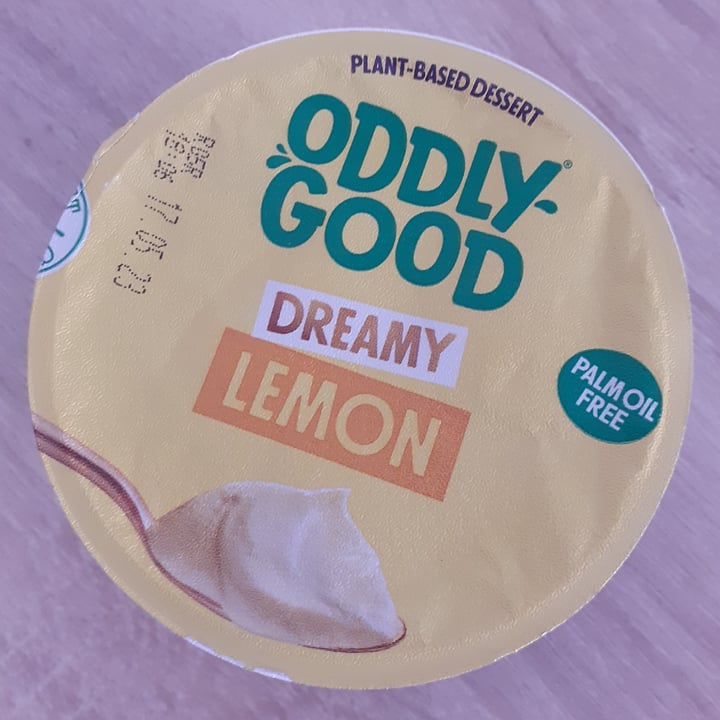 PLANT-BASED DESSERT
ODDLY-
GOOD®
DREAMY
LEMON
PALM OIL
FREE
17.05.23